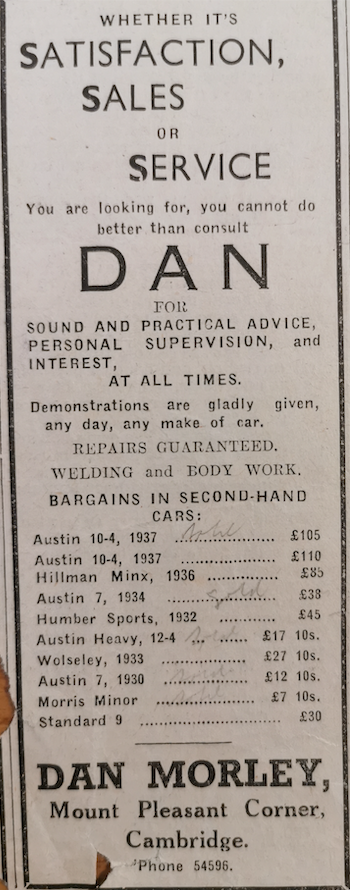 WHETHER IT'S
SATISFACTION,
SALES
OR
SERVICE
You are looking for, you cannot do
better than consult
DAN
FOR
SOUND AND PRACTICAL ADVICE,
PERSONAL SUPERVISION, and
INTEREST,
AT ALL TIMES.
Demonstrations are gladly given,
any day, any make of car.
REPAIRS GUARANTEED.
WELDING and BODY WORK.
BARGAINS IN SECOND-HAND
CARS:
Austin 10-4, 1937 ... sold ... £105
Austin 10-4, 1937 ..................... £110
Hillman Minx, 1936 ............... £85
Austin 7, 1934 ... sold ... £38
Humber Sports, 1932 ............ £45
Austin Heavy, 12-4 ... sold ... £17 10s.
Wolseley, 1933 .................. £27 10s.
Austin 7, 1930 .................. £12 10s.
Morris Minor ... sold ... £7 10s.
Standard 9 .............................. £30
DAN MORLEY,
Mount Pleasant Corner,
Cambridge.
'Phone 54596.